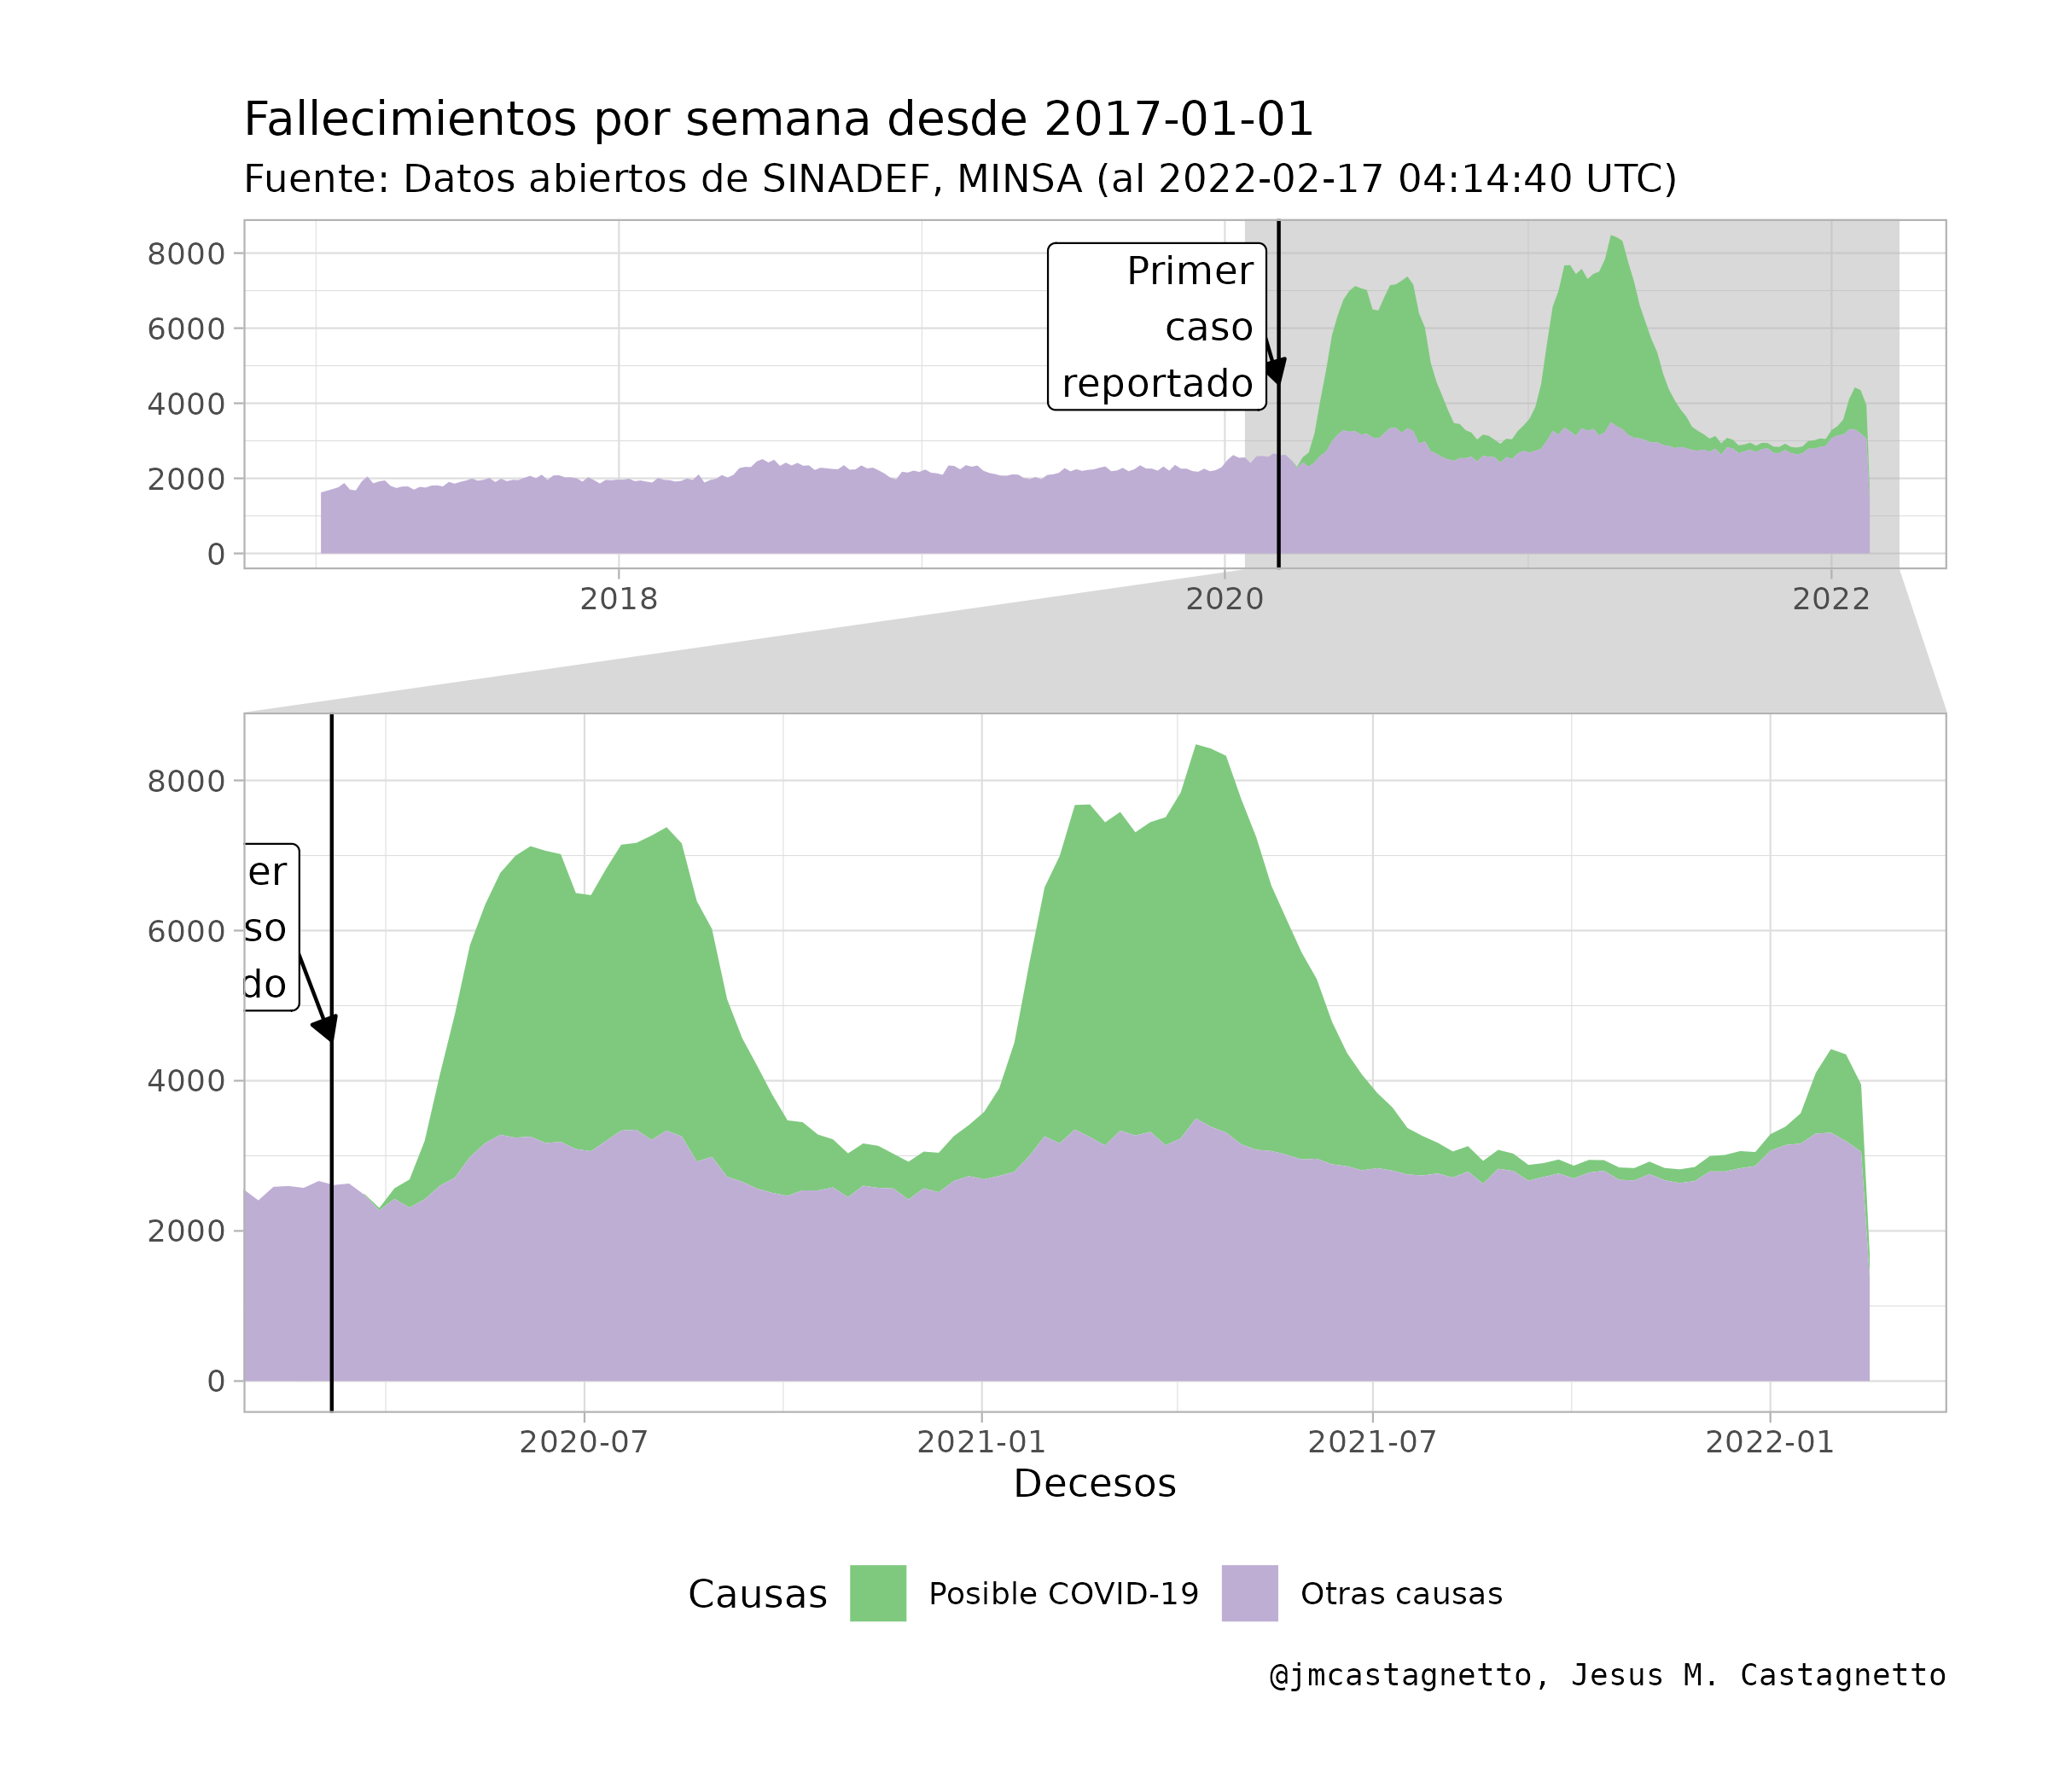 Fallecimientos por semana desde 2017-01-01
Fuente: Datos abiertos de SINADEF, MINSA (al 2022-02-17 04:14:40 UTC)
8000
6000
4000
2000
0
Primer
caso
reportado
2018
2020
2022
8000
6000
4000
2000
0
er
so
do
2020-07
2021-01
2021-07
2022-01
Decesos
Causas
Posible COVID-19
Otras causas
@jmcastagnetto, Jesus M. Castagnetto